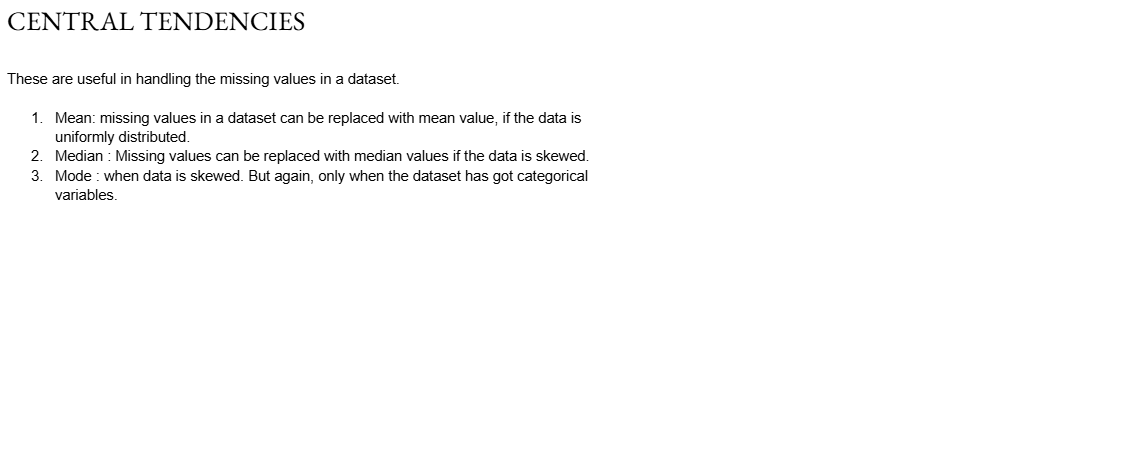 CENTRAL TENDENCIES
These are useful in handling the missing values in a dataset.
1. Mean: missing values in a dataset can be replaced with mean value, if the data is
uniformly distributed.
2. Median : Missing values can be replaced with median values if the data is skewed.
3. Mode : when data is skewed. But again, only when the dataset has got categorical
variables.